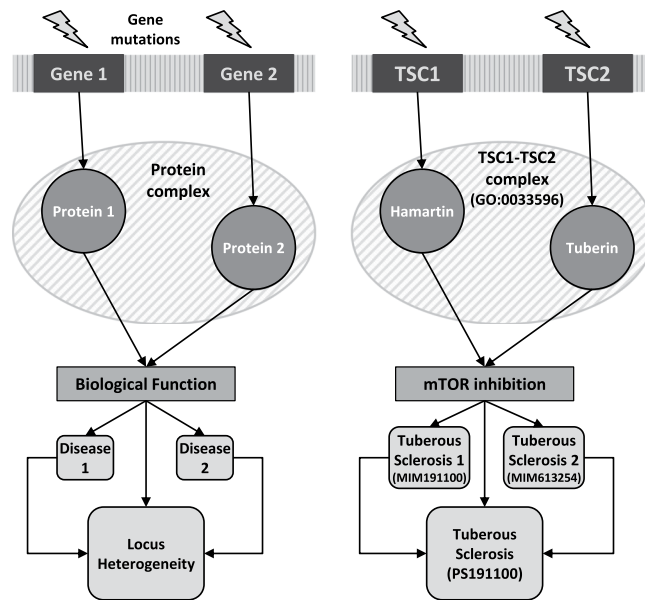 Gene
mutations
Gene 1
Gene 2
Protein
complex
Protein 1
Protein 2
Biological Function
Disease
1
Disease
2
Locus
Heterogeneity
TSC1
TSC2
TSC1-TSC2
complex
(GO:0033596)
Hamartin
Tuberin
mTOR inhibition
Tuberous
Sclerosis 1
(MIM191100)
Tuberous
Sclerosis 2
(MIM613254)
Tuberous
Sclerosis
(PS191100)